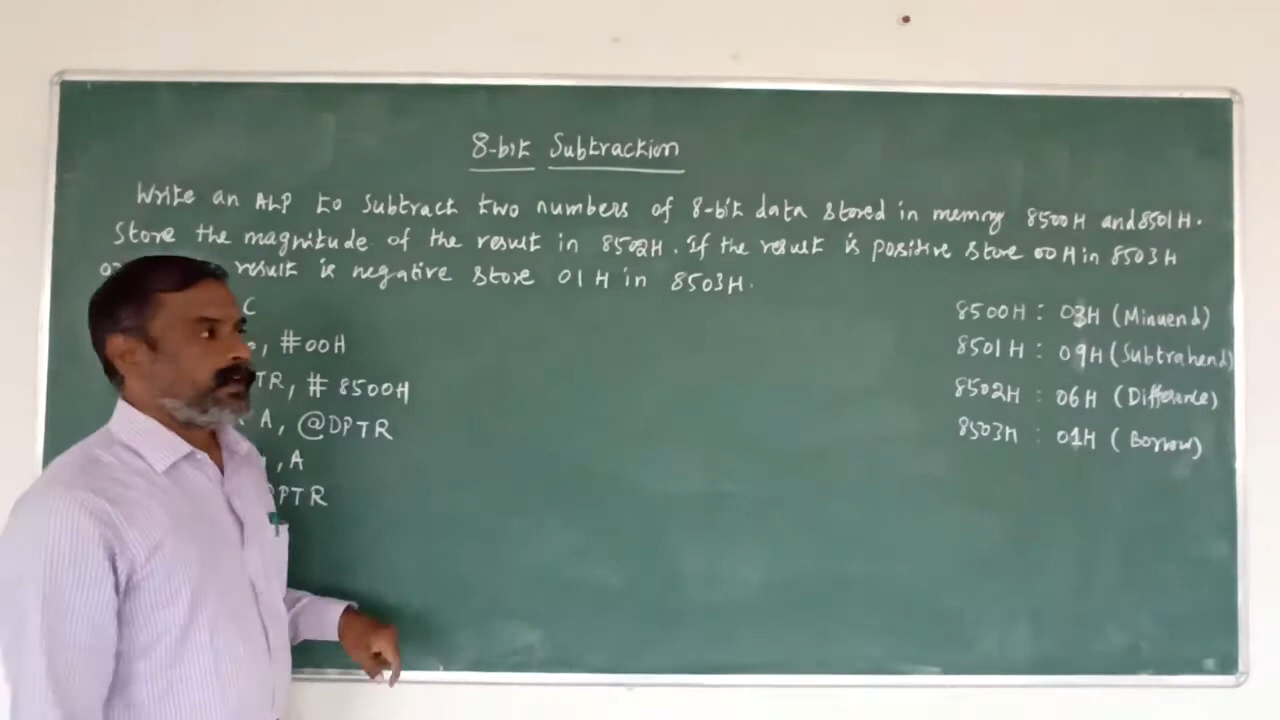 8-bit Subtraction
Write an ALP to subtract two numbers of 8-bit data stored in memory 8500H and 8501H.
Store the magnitude of the result in 8502H. If the result is positive store 00H in 8503H
result is negative store 01H in 8503H.
C
, #00H
TR, # 8500H
A, @DPTR
, A
PTR
8500H : 03H (Minuend)
8501H : 09H (Subtrahend)
8502H : 06H (Difference)
8503H : 01H (Borrow)